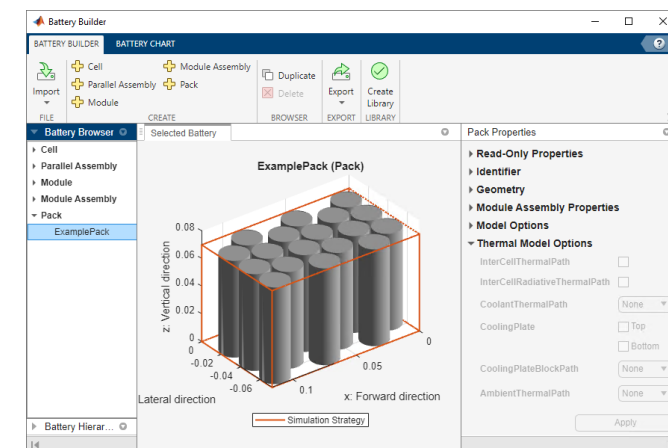 Battery Builder
BATTERY BUILDER BATTERY CHART
Cell
Module Assembly
Import
Parallel Assembly
Pack
Module
Duplicate
Delete
Export
Create
Library
FILE CREATE BROWSER EXPORT LIBRARY
Battery Browser
Selected Battery
Pack Properties
Cell
Parallel Assembly
Module
Module Assembly
Pack
ExamplePack
Battery Hierar...
ExamplePack (Pack)
z: Vertical direction
0.08
0.06
0.04
0.02
0
0
-0.02
-0.04
-0.06
0.1
0.05
0
Lateral direction
x: Forward direction
Simulation Strategy
Read-Only Properties
Identifier
Geometry
Module Assembly Properties
Model Options
Thermal Model Options
InterCellThermalPath
InterCellRadiativeThermalPath
CoolantThermalPath None
CoolingPlate Top
Bottom
CoolingPlateBlockPath None
AmbientThermalPath None
Apply